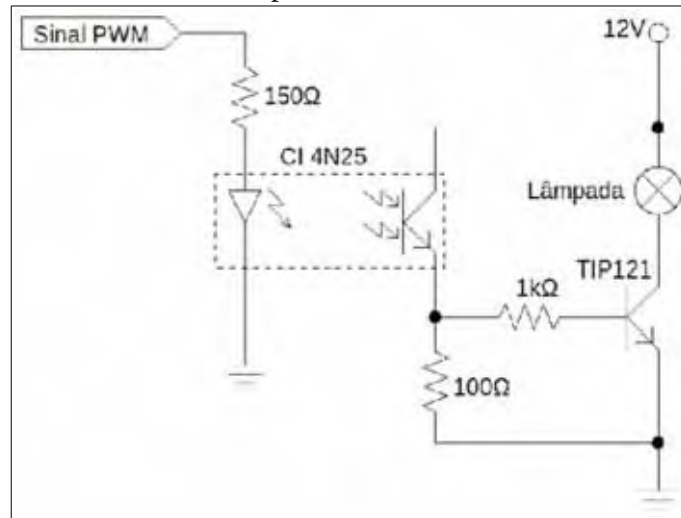 Sinal PWM
12V
150Ω
CI 4N25
Lâmpada
TIP121
1kΩ
100Ω